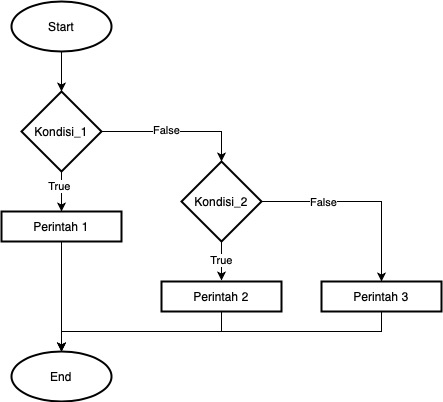 Start
Kondisi_1
False
True
Kondisi_2
False
Perintah 1
True
Perintah 2
Perintah 3
End